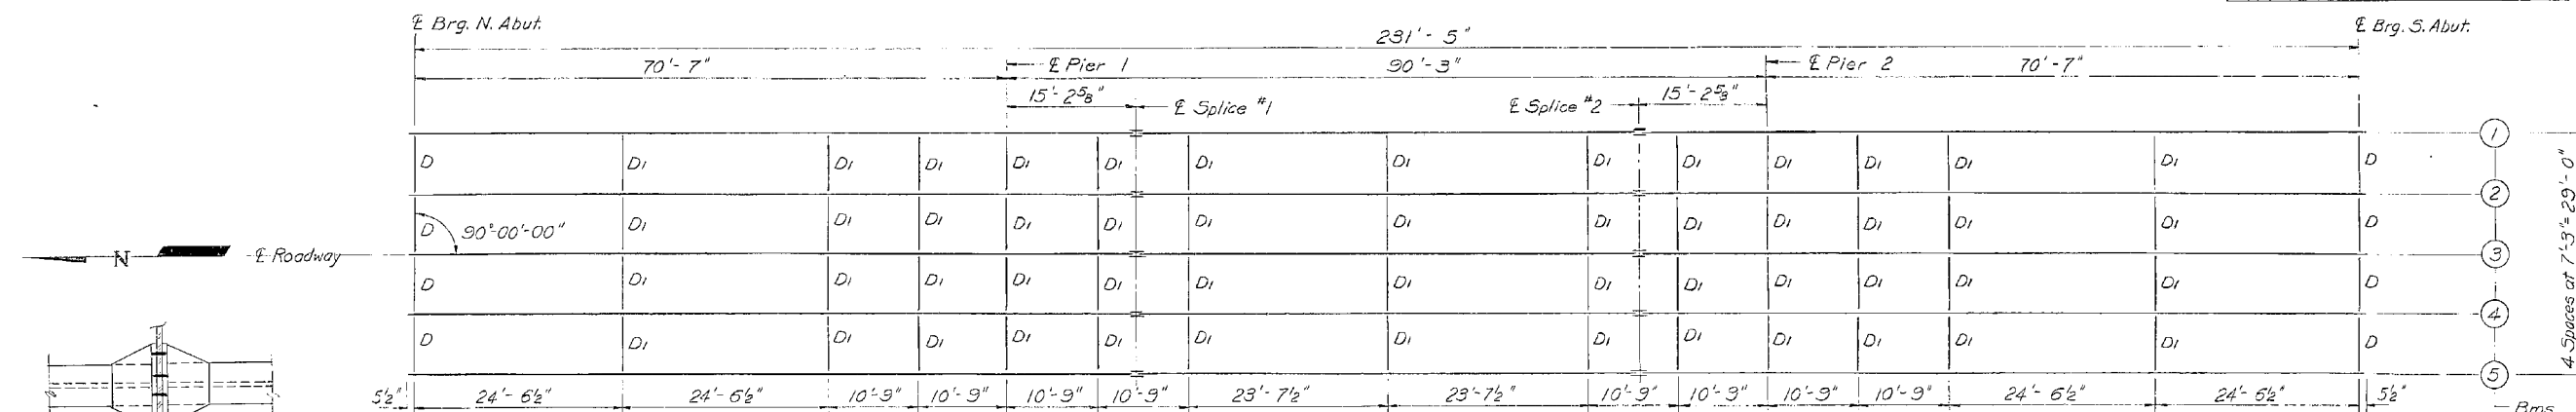 ℄ Brg. N. Abut.
231'-5"
℄ Brg. S. Abut.
70'-7" ℄ Pier 1 90'-3" ℄ Pier 2 70'-7"
15'-2⅝" ℄ Splice #1 ℄ Splice #2 15'-2⅝"
1
D D1 D1 D1 D1 D1 D1 D1 D1 D1 D1 D1 D1 D1 D
2
D 90°-00'-00" D1 D1 D1 D1 D1 D1 D1 D1 D1 D1 D1 D1 D1 D
N ℄ Roadway
3
D D1 D1 D1 D1 D1 D1 D1 D1 D1 D1 D1 D1 D1 D
4
D D1 D1 D1 D1 D1 D1 D1 D1 D1 D1 D1 D1 D1 D
5
4 Spaces at 7'-3"=29'-0"
5½" 24'-6½" 24'-6½" 10'-9" 10'-9" 10'-9" 10'-9" 23'-7½" 23'-7½" 10'-9 10'-9" 10'-9" 10'-9" 24'-6½" 24'-6½" 5½"
Bms.